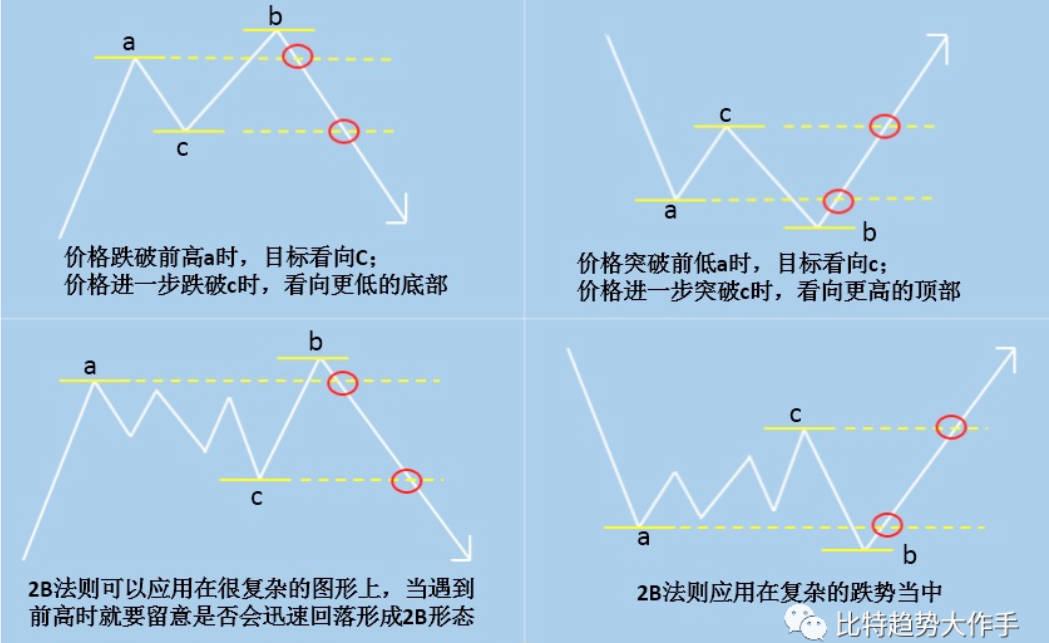 b
a
c
价格跌破前高a时，目标看向C；
价格进一步跌破c时，看向更低的底部
c
a
b
价格突破前低a时，目标看向c；
价格进一步突破c时，看向更高的顶部
b
a
c
2B法则可以应用在很复杂的图形上，当遇到
前高时就要留意是否会迅速回落形成2B形态
c
a
b
2B法则应用在复杂的跌势当中
比特趋势大作手